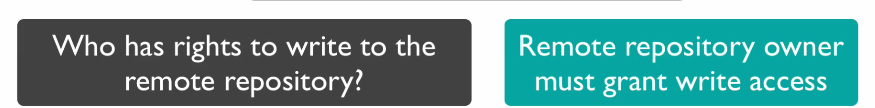 Who has rights to write to the
remote repository?
Remote repository owner
must grant write access